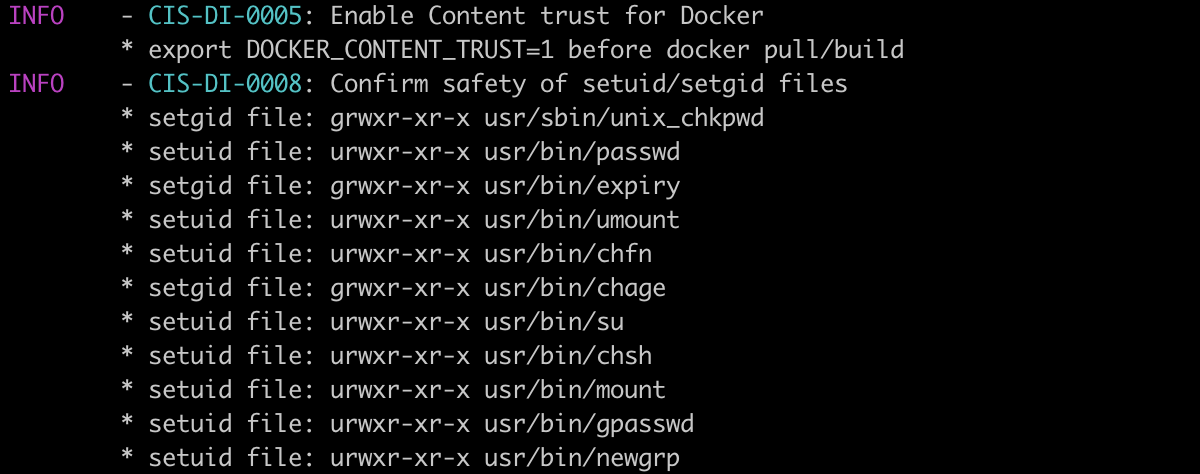 INFO - CIS-DI-0005: Enable Content trust for Docker
* export DOCKER_CONTENT_TRUST=1 before docker pull/build
INFO - CIS-DI-0008: Confirm safety of setuid/setgid files
* setgid file: grwxr-xr-x usr/sbin/unix_chkpwd
* setuid file: urwxr-xr-x usr/bin/passwd
* setgid file: grwxr-xr-x usr/bin/expiry
* setuid file: urwxr-xr-x usr/bin/umount
* setuid file: urwxr-xr-x usr/bin/chfn
* setgid file: grwxr-xr-x usr/bin/chage
* setuid file: urwxr-xr-x usr/bin/su
* setuid file: urwxr-xr-x usr/bin/chsh
* setuid file: urwxr-xr-x usr/bin/mount
* setuid file: urwxr-xr-x usr/bin/gpasswd
* setuid file: urwxr-xr-x usr/bin/newgrp